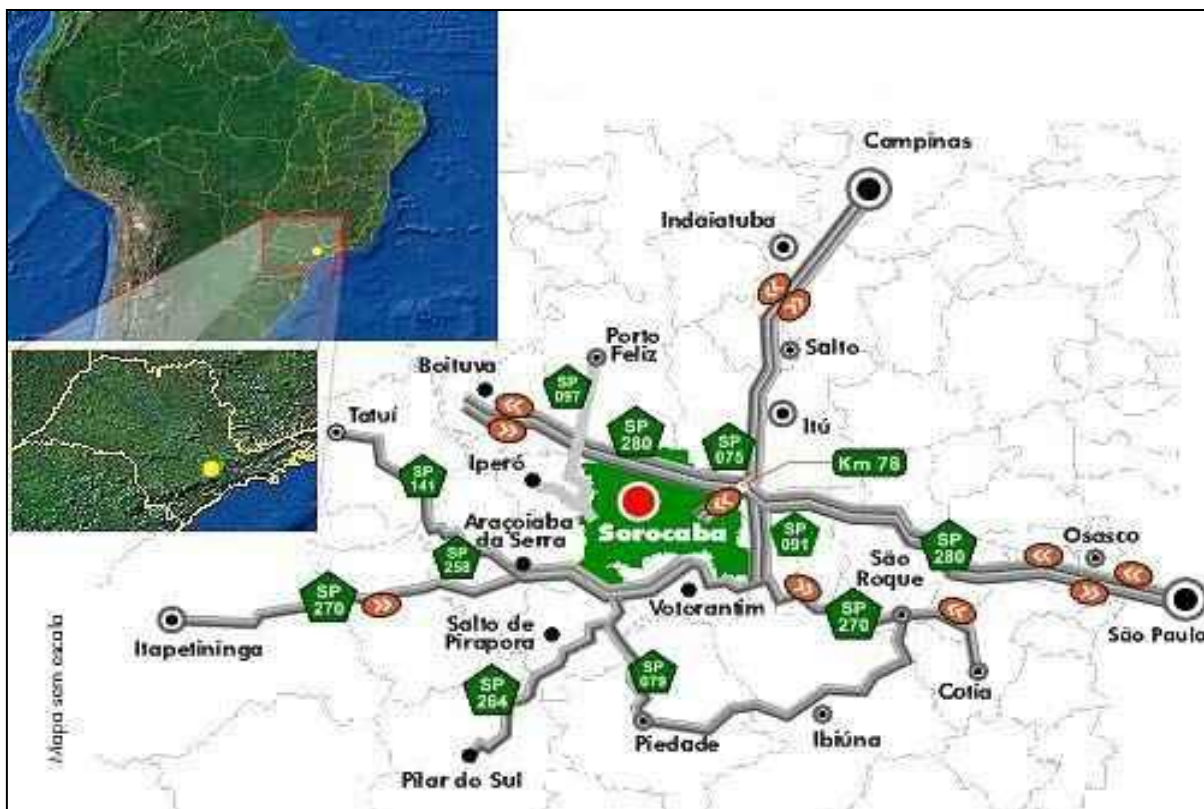 Campinas
Indaiatuba
Porto
Feliz
Salto
Boituva
SP
097
Tatuí
SP
280
SP
075
Itú
Km 78
Iperó
SP
141
Araçoiaba
da Serra
Sorocaba
SP
091
São
Roque
SP
280
Osasco
SP
258
SP
270
Votorantim
SP
270
São Paulo
Itapetininga
Salto de
Pirapora
SP
079
SP
264
Cotia
Piedade
Ibiúna
Pilar do Sul
Mapa sem escala